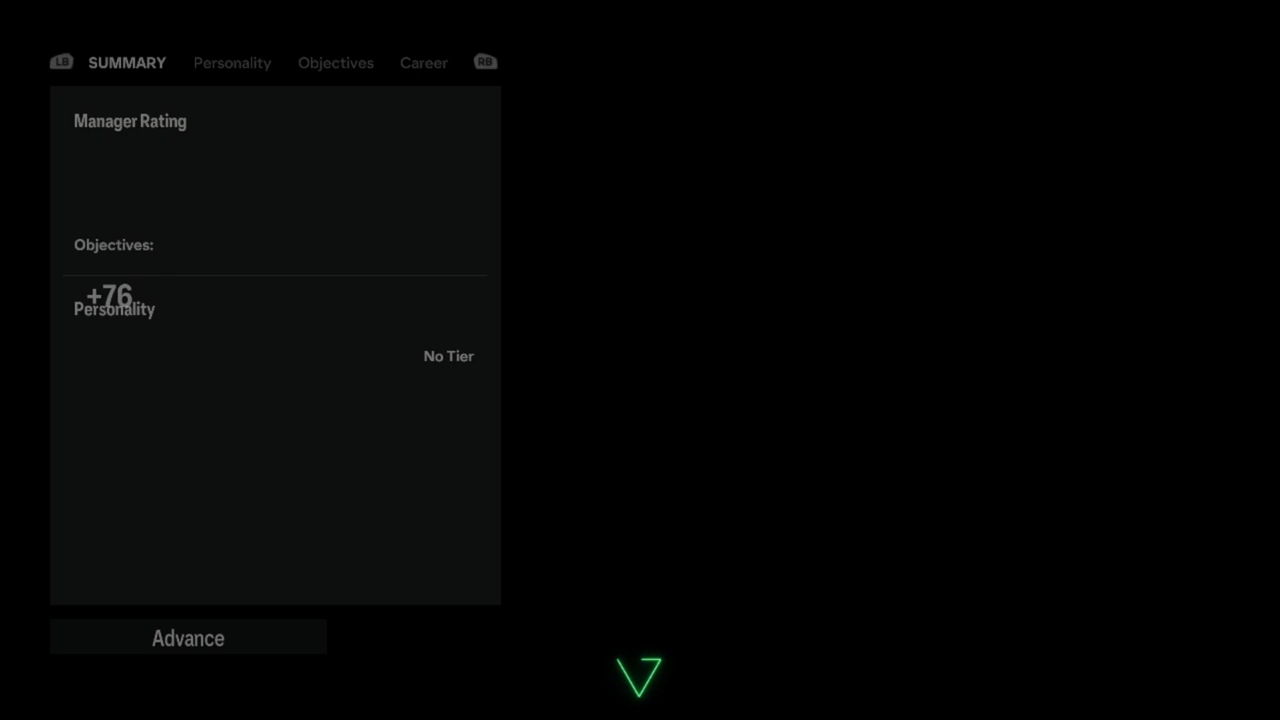 LB SUMMARY Personality Objectives Career RB
Manager Rating
Objectives:
+76
Personality
No Tier
Advance